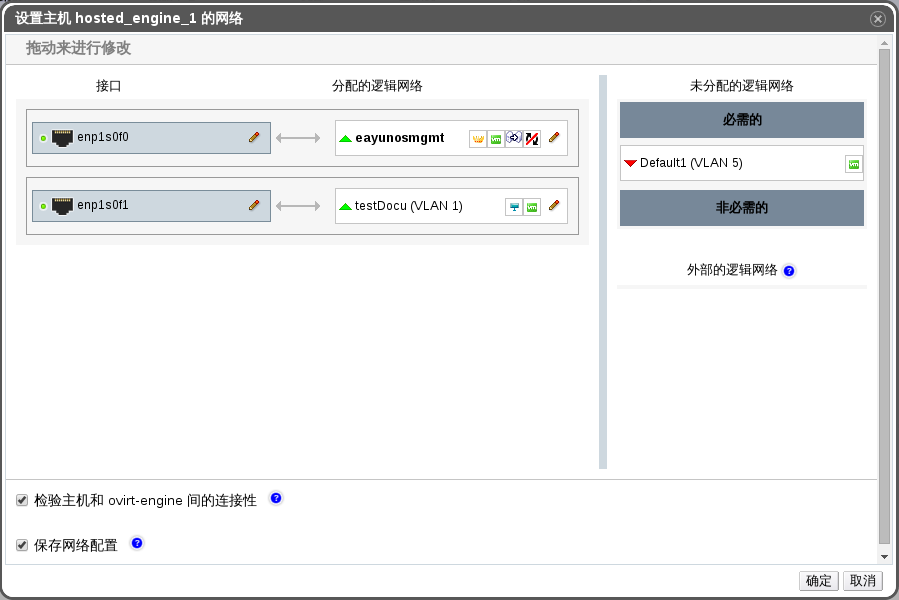 设置主机 hosted_engine_1 的网络
拖动来进行修改
接口
分配的逻辑网络
未分配的逻辑网络
enp1s0f0
eayunosmgmt
vm
必需的
Default1 (VLAN 5)
vm
enp1s0f1
testDocu (VLAN 1)
vm
非必需的
外部的逻辑网络 ?
检验主机和 ovirt-engine 间的连接性 ?
保存网络配置 ?
确定 取消